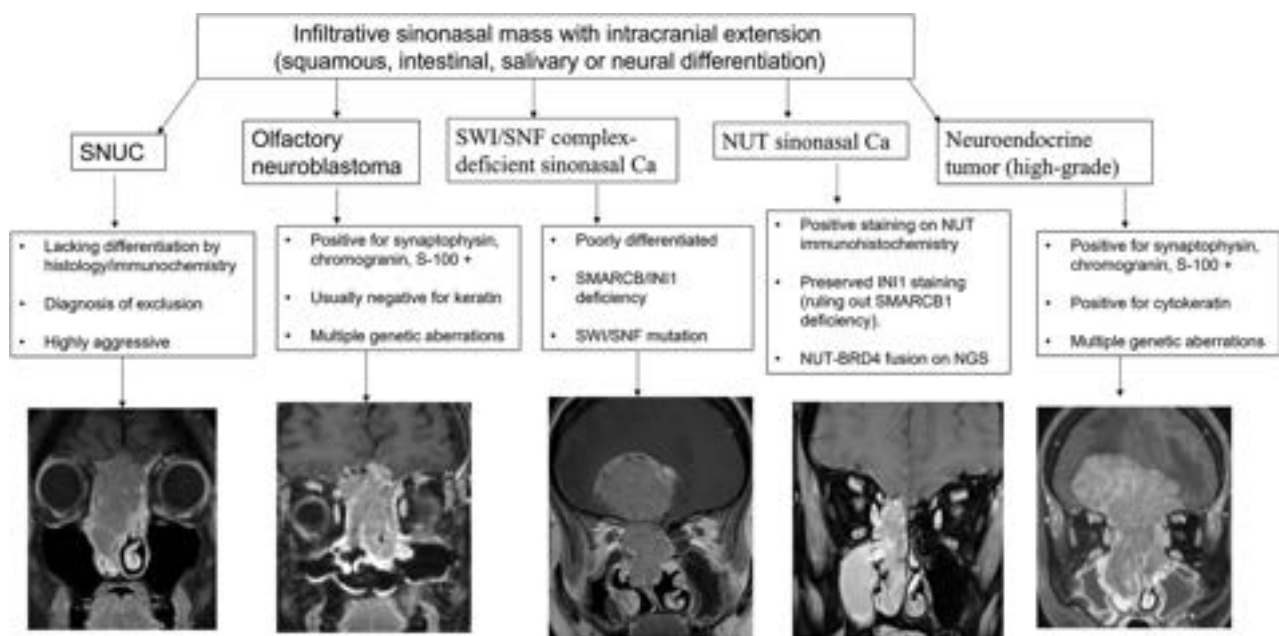 Infiltrative sinonasal mass with intracranial extension
(squamous, intestinal, salivary or neural differentiation)
SNUC
Olfactory
neuroblastoma
SWI/SNF complex-
deficient sinonasal Ca
NUT sinonasal Ca
Neuroendocrine
tumor (high-grade)
• Lacking differentiation by
histology/immunochemistry
• Diagnosis of exclusion
• Highly aggressive
• Positive for synaptophysin,
chromogranin, S-100 +
• Usually negative for keratin
• Multiple genetic aberrations
• Poorly differentiated
• SMARCB/INI1
deficiency
• SWI/SNF mutation
• Positive staining on NUT
immunohistochemistry
• Preserved INI1 staining
(ruling out SMARCB1
deficiency).
• NUT-BRD4 fusion on NGS
• Positive for synaptophysin,
chromogranin, S-100 +
• Positive for cytokeratin
• Multiple genetic aberrations